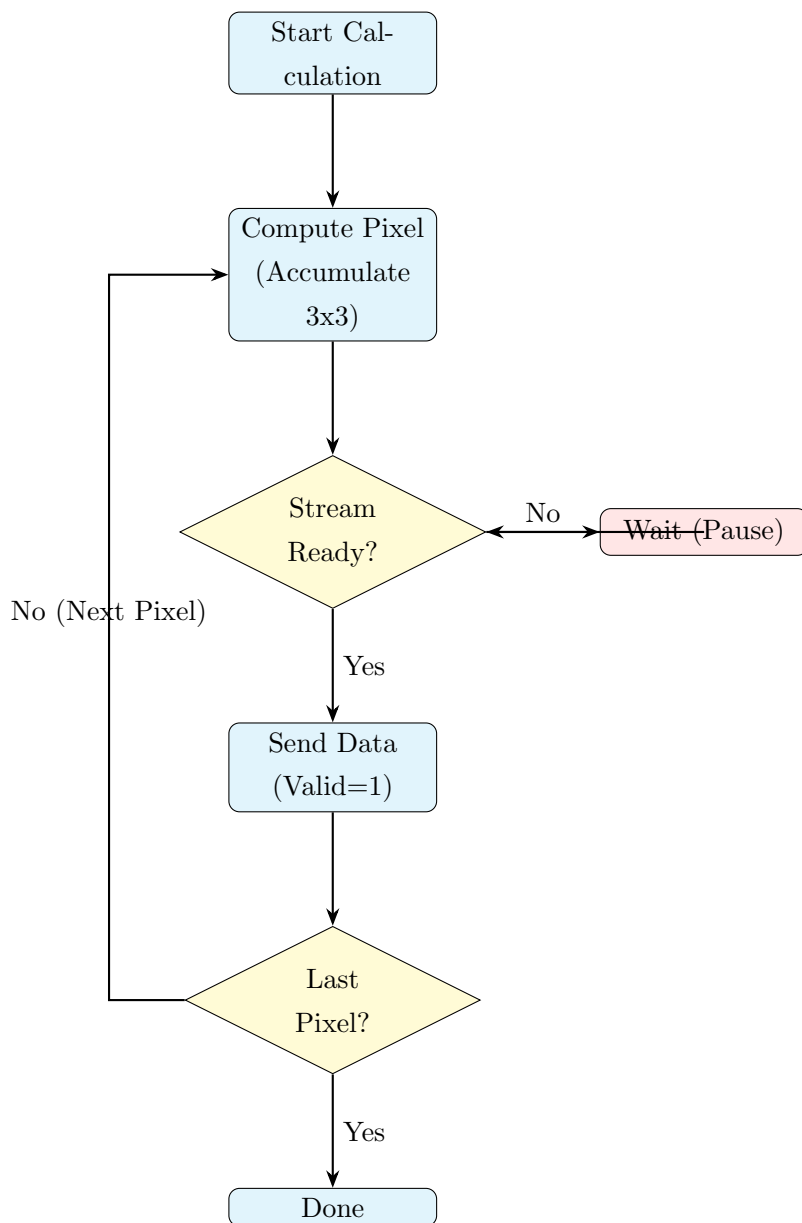 Start Cal-
culation
Compute Pixel
(Accumulate
3x3)
Stream
Ready?
No
Wait (Pause)
No (Next Pixel)
Yes
Send Data
(Valid=1)
Last
Pixel?
Yes
Done